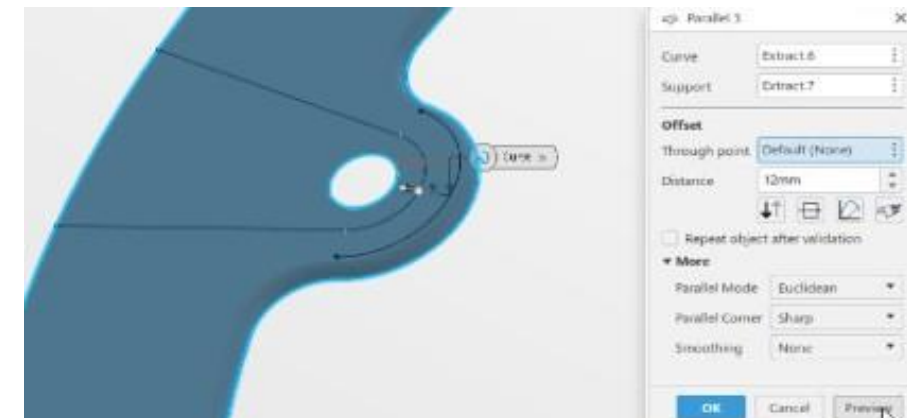 Parallel 3
Curve Extract.6
Support Extract.7
Offset
Through point Default (None)
Distance 12mm
Repeat object after validation
More
Parallel Mode Euclidean
Parallel Corner Sharp
Smoothing None
OK Cancel Preview
Curve